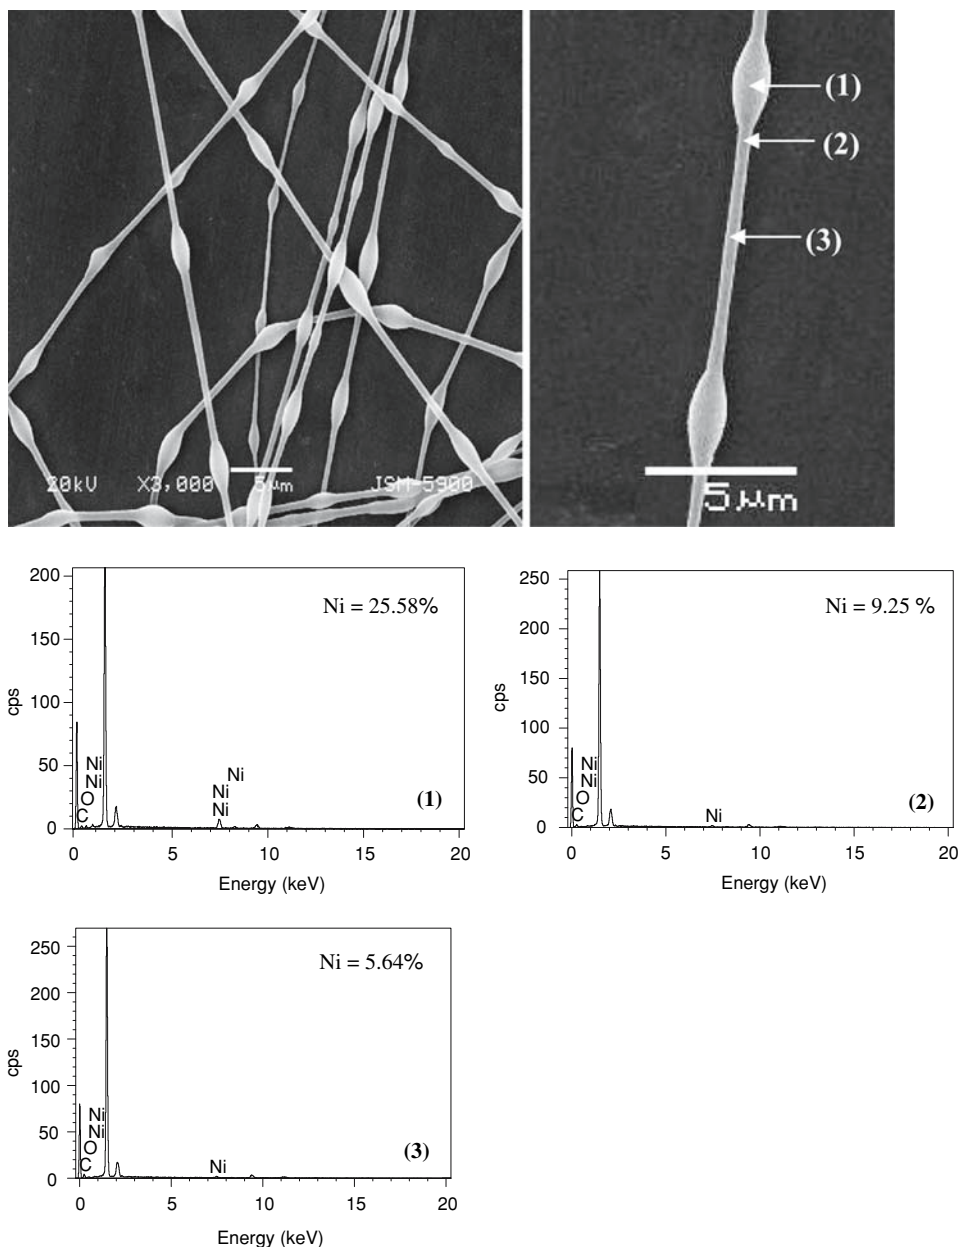 (1)
(2)
(3)
20kV X3,000 5μm JSM-5900
5μm
200
150
100
50
0
cps
Ni = 25.58%
Ni
Ni
O
C
Ni
Ni
Ni
(1)
0 5 10 15 20
Energy (keV)
250
200
150
100
50
0
cps
Ni = 9.25 %
Ni
Ni
O
C
Ni
(2)
0 5 10 15 20
Energy (keV)
250
200
150
100
50
0
cps
Ni = 5.64%
Ni
Ni
O
C
Ni
(3)
0 5 10 15 20
Energy (keV)